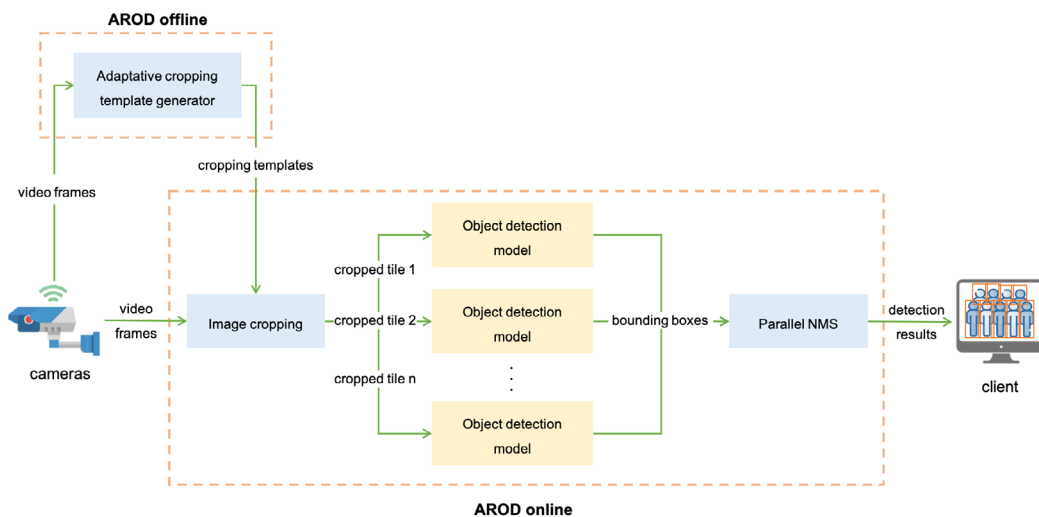 AROD offline
Adaptative cropping
template generator
video frames
cropping templates
Object detection
model
cropped tile 1
video
frames
cameras
Image cropping
cropped tile 2
Object detection
model
bounding boxes
Parallel NMS
detection
results
client
cropped tile n
Object detection
model
AROD online